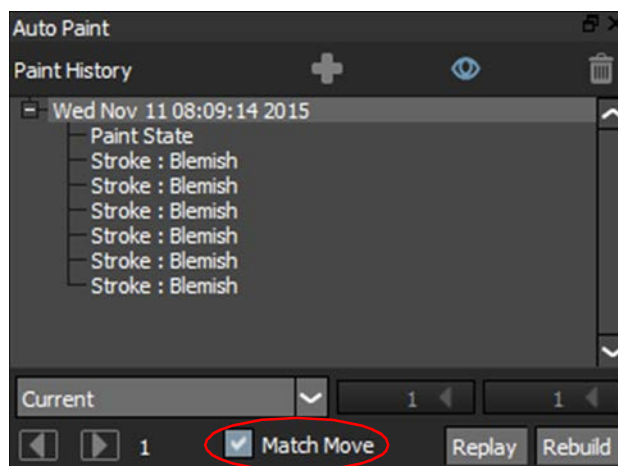 Auto Paint
Paint History
Wed Nov 11 08:09:14 2015
Paint State
Stroke : Blemish
Stroke : Blemish
Stroke : Blemish
Stroke : Blemish
Stroke : Blemish
Stroke : Blemish
Current 1 1
1 Match Move Replay Rebuild